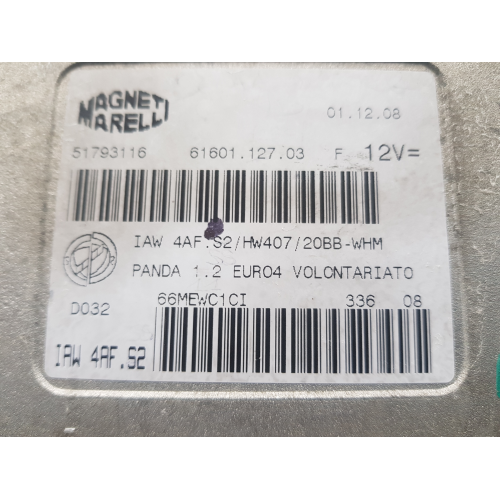 MAGNETI
MARELLI
01.12.08
51793116 61601.127.03 F 12V=
IAW 4AF.S2/HW407/20BB-WHM
PANDA 1.2 EURO4 VOLONTARIATO
D032 66MEWC1CI 336 08
IAW 4AF.S2